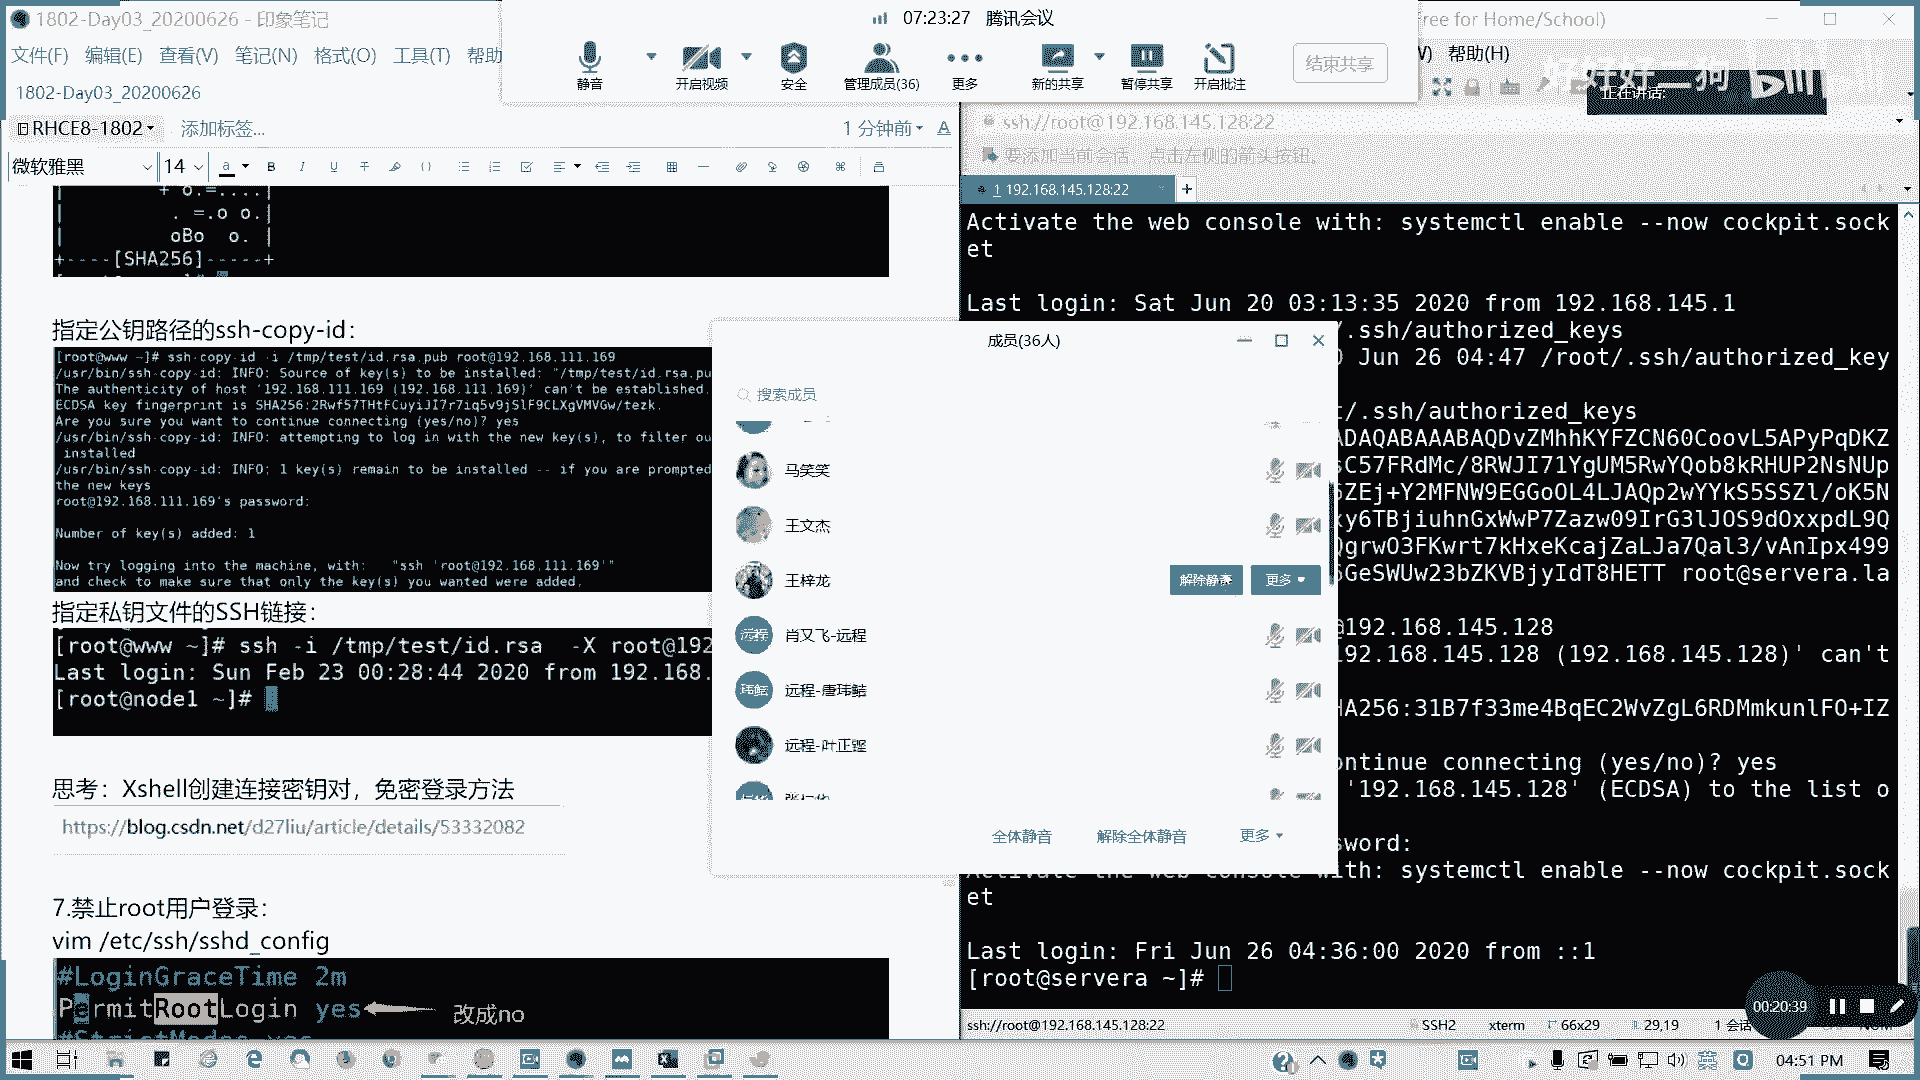 1802-Day03_20200626 - 印象笔记
文件(F) 编辑(E) 查看(V) 笔记(N) 格式(O) 工具(T) 帮助
1802-Day03_20200626
RHCE8-1802
添加标签...
1 分钟前
微软雅黑
14
07:23:27 腾讯会议
静音
开启视频
安全
管理成员(36)
更多
新的共享
暂停共享
开启批注
结束共享
ree for Home/School)
W) 帮助(H)
正在讲话:
ssh://root@192.168.145.128:22
要添加当前会话，点击左侧的箭头按钮。
1 192.168.145.128:22
+----[SHA256]-----+
指定公钥路径的ssh-copy-id：
[root@www ~]# ssh-copy-id -i /tmp/test/id.rsa.pub root@192.168.111.169
/usr/bin/ssh-copy-id: INFO: Source of key(s) to be installed: "/tmp/test/id.rsa.pu
The authenticity of host '192.168.111.169 (192.168.111.169)' can't be established.
ECDSA key fingerprint is SHA256:2Rwf57THtFCuyiJI7r7iq5v9jSlF9CLXgVMVGw/tezk.
Are you sure you want to continue connecting (yes/no)? yes
/usr/bin/ssh-copy-id: INFO: attempting to log in with the new key(s), to filter ou
installed
/usr/bin/ssh-copy-id: INFO: 1 key(s) remain to be installed -- if you are prompted
the new keys
root@192.168.111.169's password:
Number of key(s) added: 1
Now try logging into the machine, with: "ssh 'root@192.168.111.169'"
and check to make sure that only the key(s) you wanted were added.
指定私钥文件的SSH链接：
[root@www ~]# ssh -i /tmp/test/id.rsa -X root@192
Last login: Sun Feb 23 00:28:44 2020 from 192.168.
[root@node1 ~]#
思考：Xshell创建连接密钥对，免密登录方法
https://blog.csdn.net/d27liu/article/details/53332082
7.禁止root用户登录：
vim /etc/ssh/sshd_config
#LoginGraceTime 2m
PermitRootLogin yes
改成no
成员(36人)
搜索成员
马笑笑
王文杰
王梓龙
解除静音
更多
肖又飞-远程
远程-唐玮鲒
远程-叶正铿
全体静音
解除全体静音
更多
Activate the web console with: systemctl enable --now cockpit.sock
et
Last login: Sat Jun 20 03:13:35 2020 from 192.168.145.1
/.ssh/authorized_keys
Jun 26 04:47 /root/.ssh/authorized_key
/.ssh/authorized_keys
DAQABAAABAQDvZMhhKYFZCN60CoovL5APyPqDKZ
sC57FRdMc/8RWJI71YgUM5RwYQob8kRHUP2NsNUp
ZEj+Y2MFNW9EGGoOL4LJAQp2wYYkS5SSZl/oK5N
xy6TBjiuhnGxWwP7Zazw09IrG3lJOS9dOxxpdL9Q
QgrwO3FKwrt7kHxeKcajZaLJa7Qal3/vAnIpx499
GeSWUw23bZKVBjyIdT8HETT root@servera.la
@192.168.145.128
192.168.145.128 (192.168.145.128)' can't
HA256:31B7f33me4BqEC2WvZgL6RDMmkunlFO+IZ
ontinue connecting (yes/no)? yes
'192.168.145.128' (ECDSA) to the list o
sword:
Activate the web console with: systemctl enable --now cockpit.sock
et
Last login: Fri Jun 26 04:36:00 2020 from ::1
[root@servera ~]#
ssh://root@192.168.145.128:22
SSH2
xterm
66x29
29,19
1 会话
00:20:39
04:51 PM